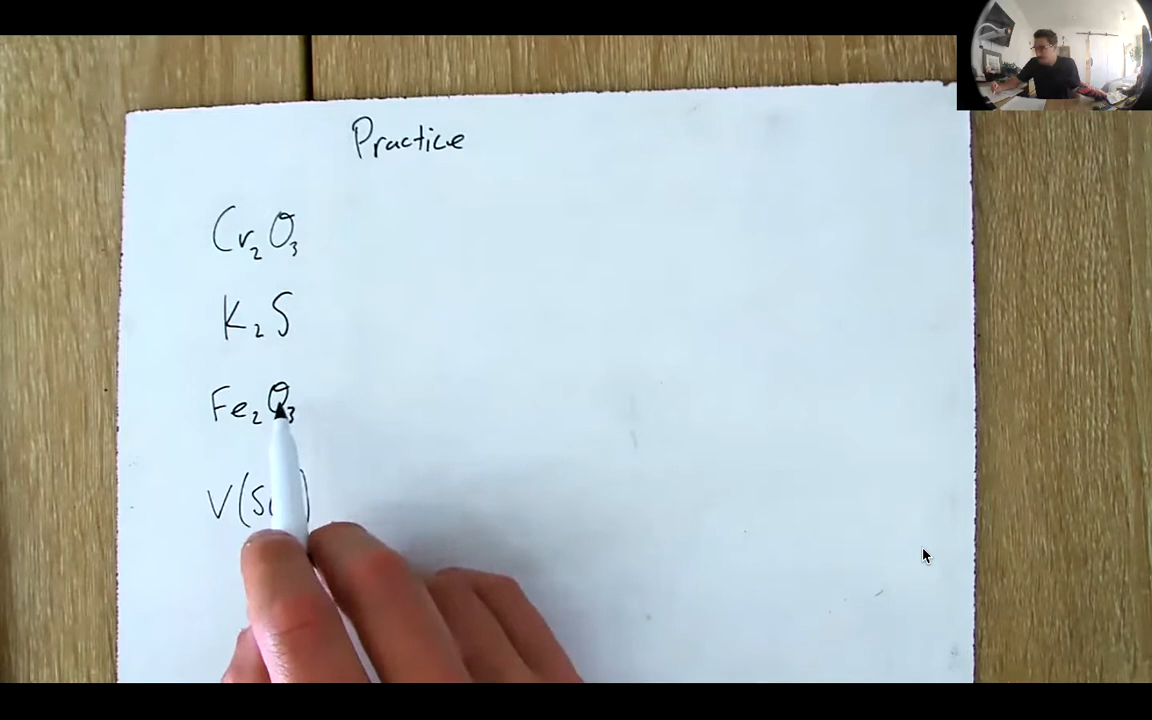 Practice
Cr₂O₃
K₂S
Fe₂O₃
V(S